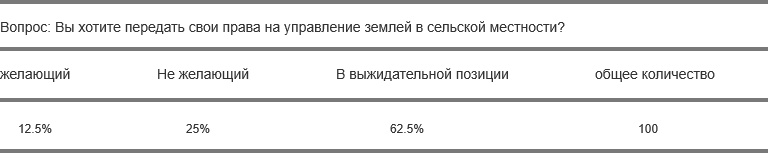 Вопрос: Вы хотите передать свои права на управление землей в сельской местности?
желающий Не желающий В выжидательной позиции общее количество
12.5% 25% 62.5% 100